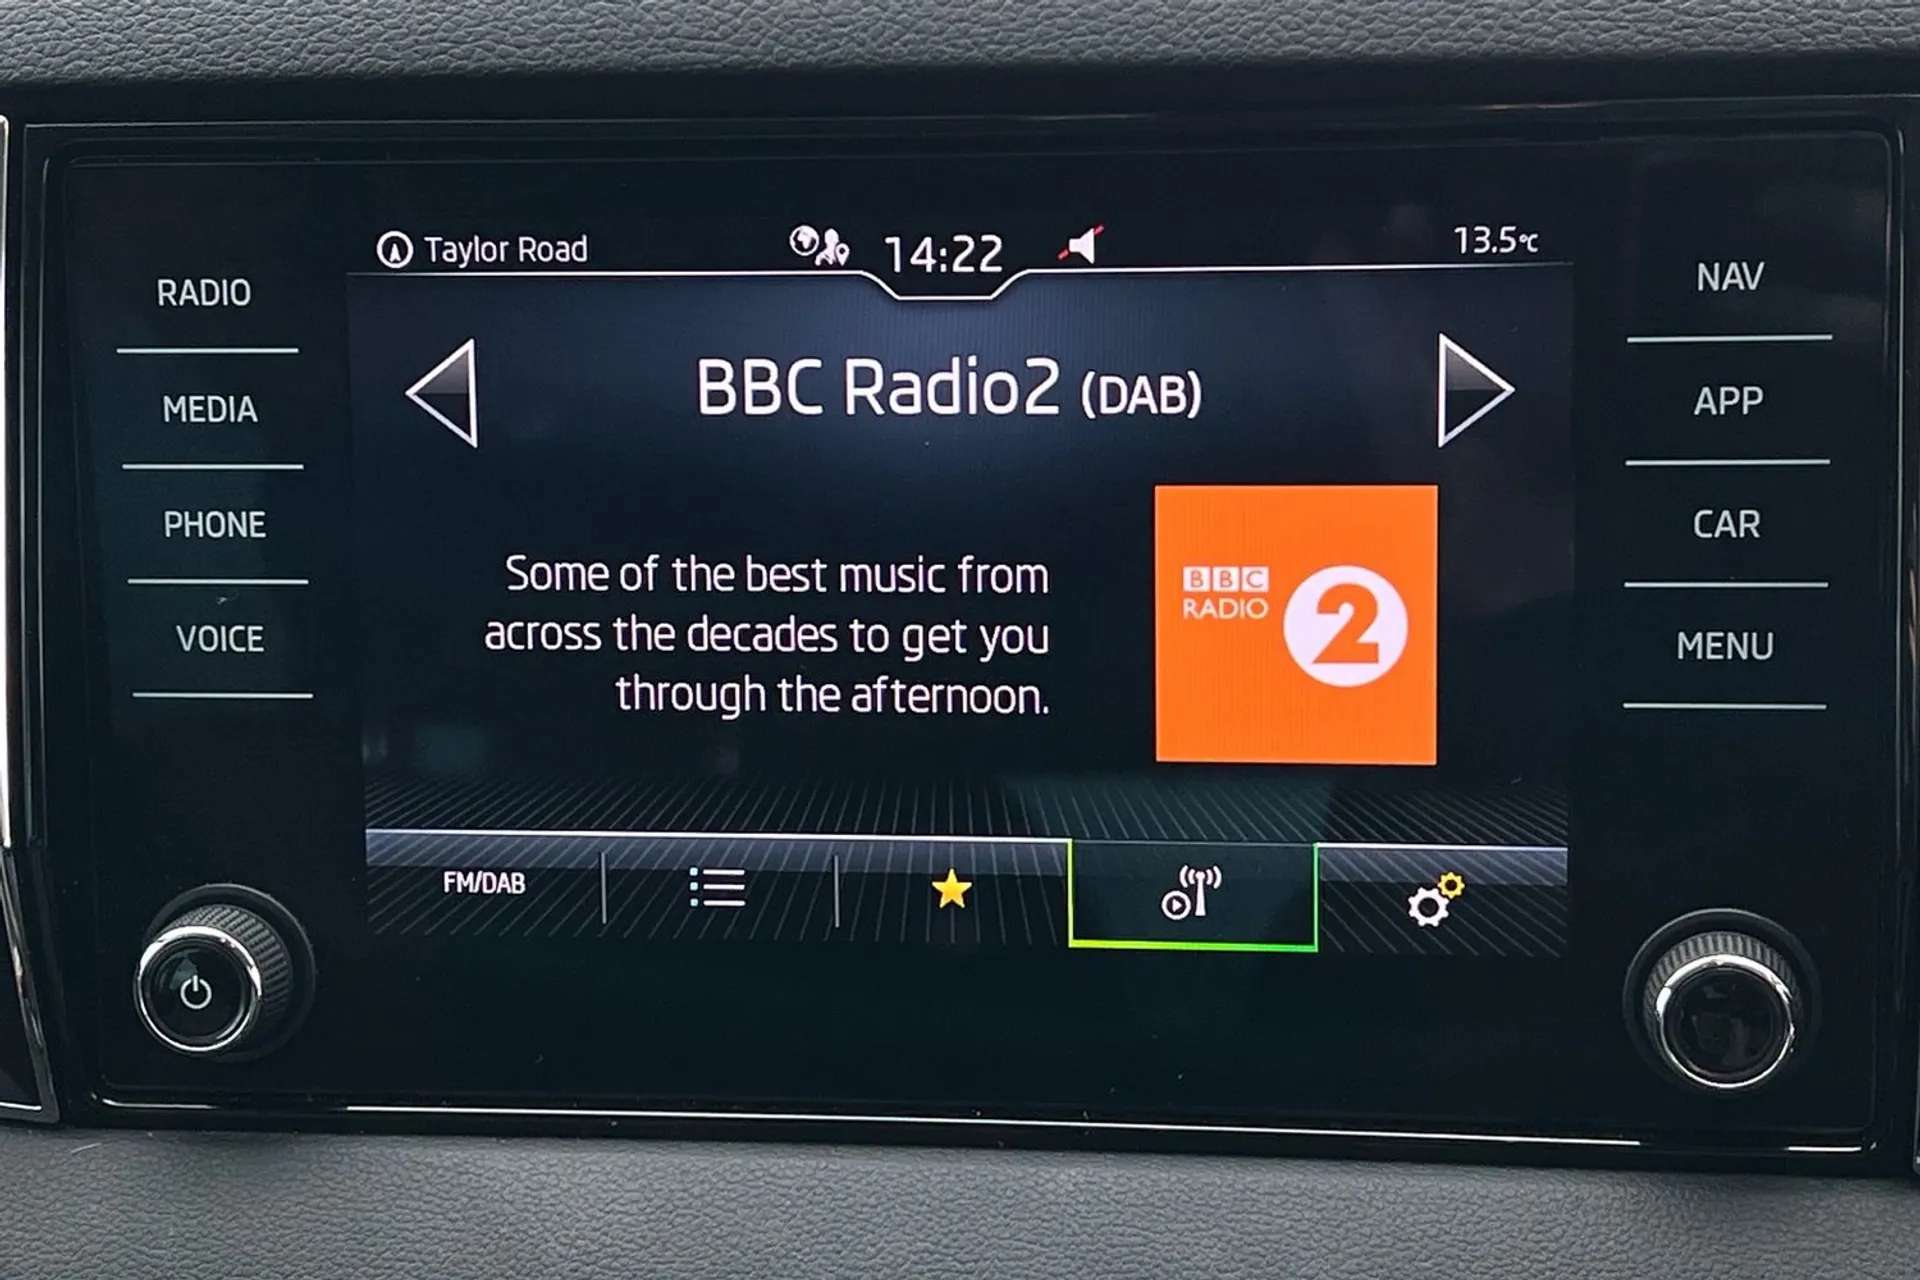 Taylor Road
14:22
13.5°C
RADIO
MEDIA
PHONE
VOICE
BBC Radio2 (DAB)
Some of the best music from
across the decades to get you
through the afternoon.
BBC
RADIO
2
FM/DAB
NAV
APP
CAR
MENU